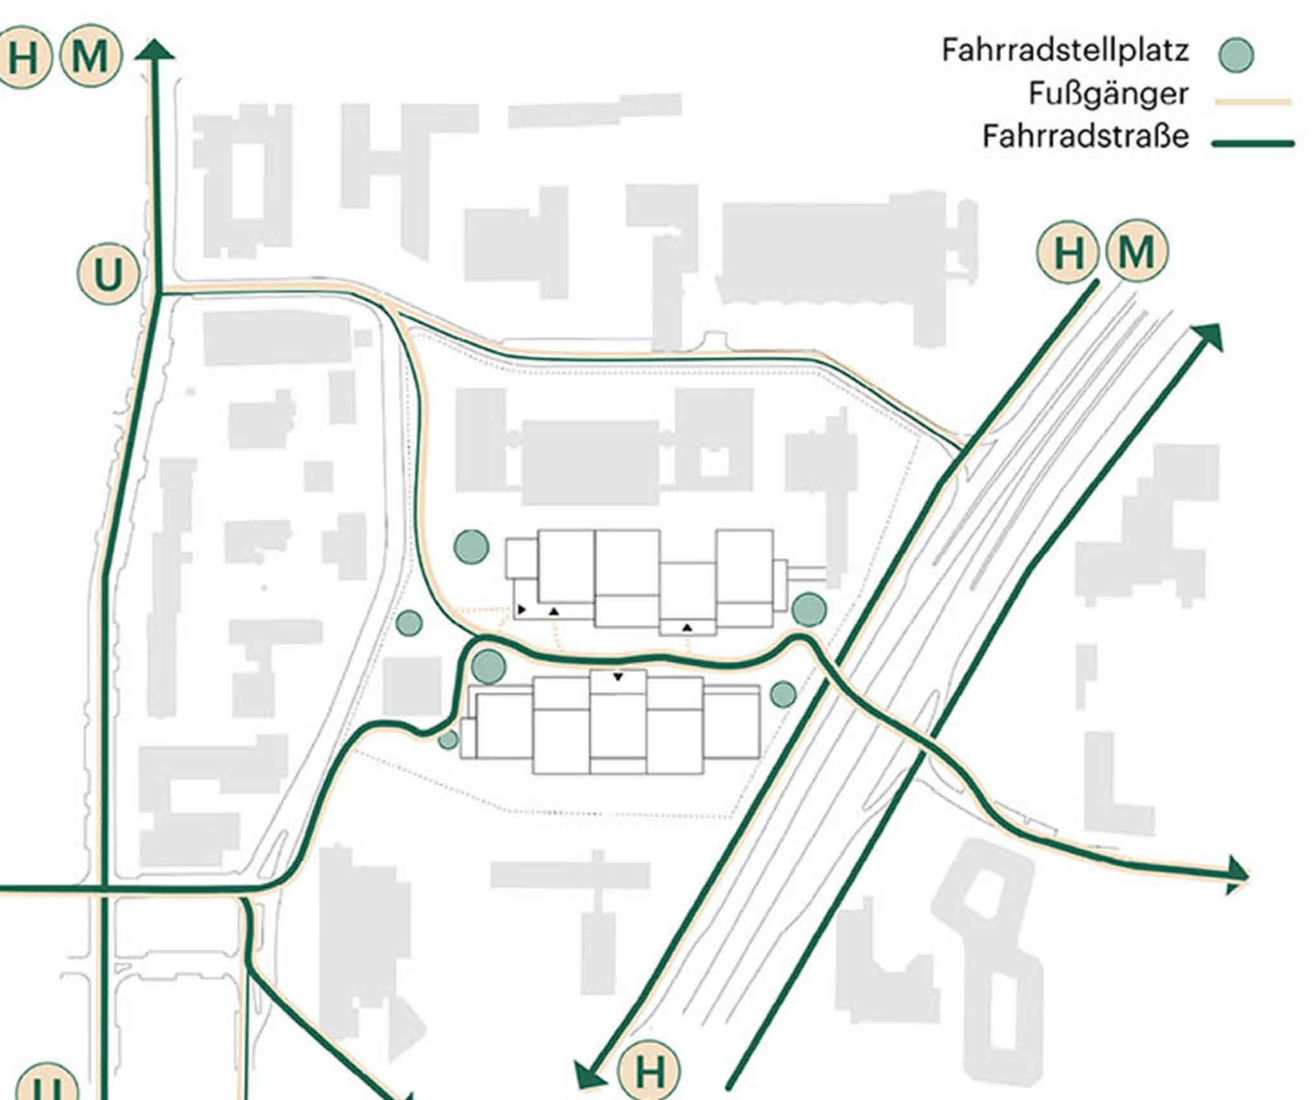 H M
Fahrradstellplatz
Fußgänger
Fahrradstraße
U
H M
H
U